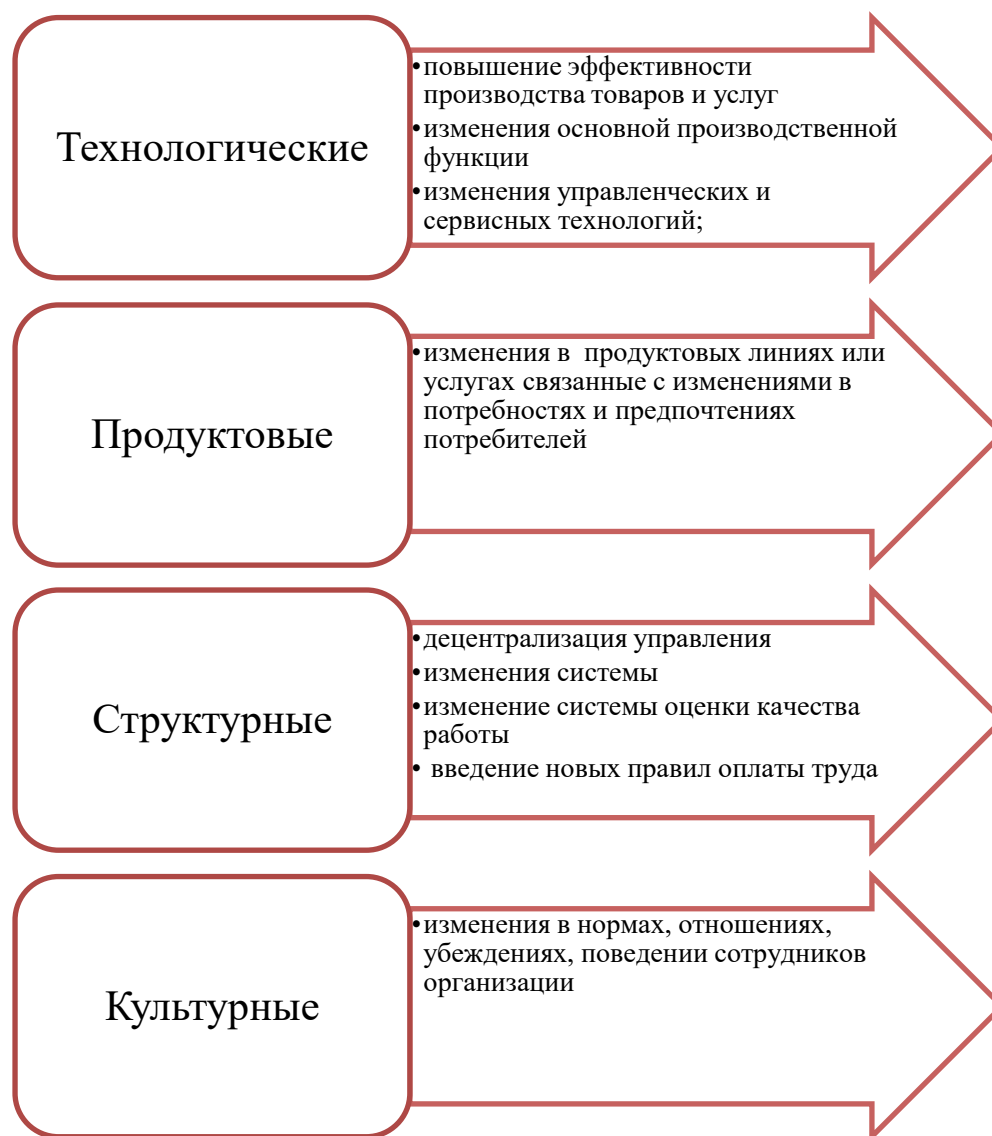 Технологические
•повышение эффективности
производства товаров и услуг
•изменения основной производственной
функции
•изменения управленческих и
сервисных технологий;
Продуктовые
•изменения в  продуктовых линиях или
услугах связанные с изменениями в
потребностях и предпочтениях
потребителей
Структурные
•децентрализация управления
•изменения системы
•изменение системы оценки качества
работы
• введение новых правил оплаты труда
Культурные
•изменения в нормах, отношениях,
убеждениях, поведении сотрудников
организации